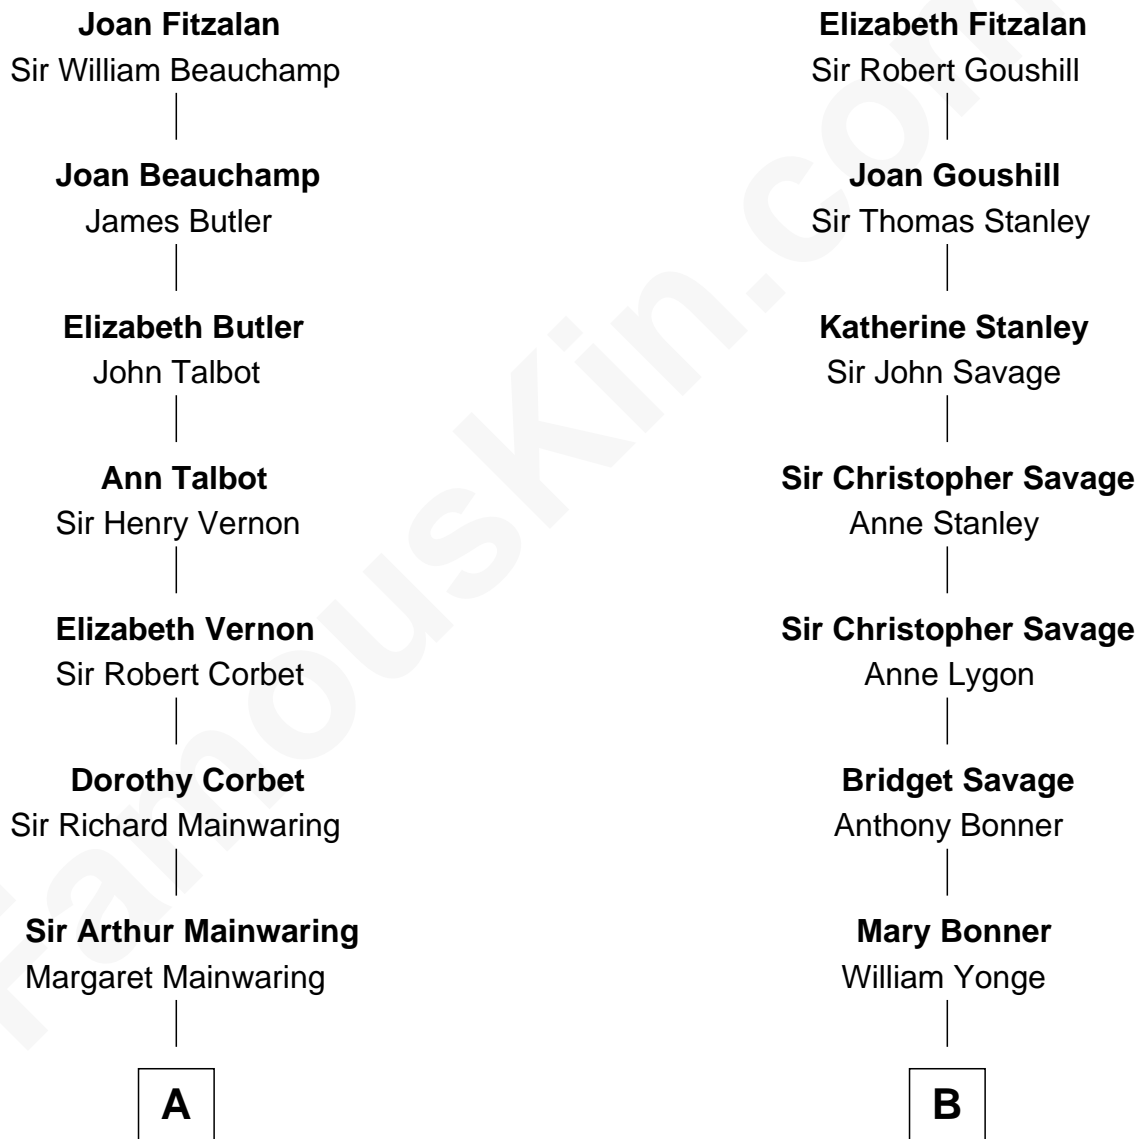 Joan Fitzalan
Sir William Beauchamp
Joan Beauchamp
James Butler
Elizabeth Butler
John Talbot
Ann Talbot
Sir Henry Vernon
Elizabeth Vernon
Sir Robert Corbet
Dorothy Corbet
Sir Richard Mainwaring
Sir Arthur Mainwaring
Margaret Mainwaring
A
Elizabeth Fitzalan
Sir Robert Goushill
Joan Goushill
Sir Thomas Stanley
Katherine Stanley
Sir John Savage
Sir Christopher Savage
Anne Stanley
Sir Christopher Savage
Anne Lygon
Bridget Savage
Anthony Bonner
Mary Bonner
William Yonge
B
FamousKin.com